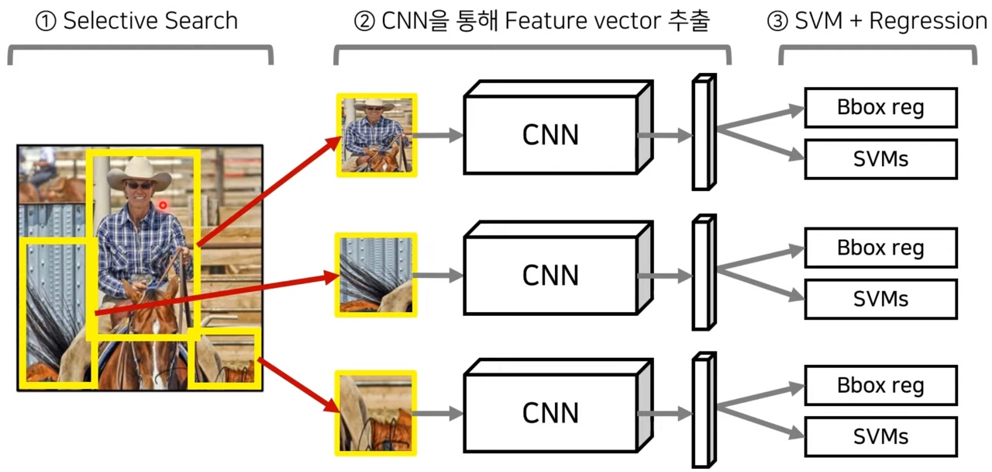 ① Selective Search
② CNN을 통해 Feature vector 추출
③ SVM + Regression
CNN
Bbox reg
SVMs
CNN
Bbox reg
SVMs
CNN
Bbox reg
SVMs